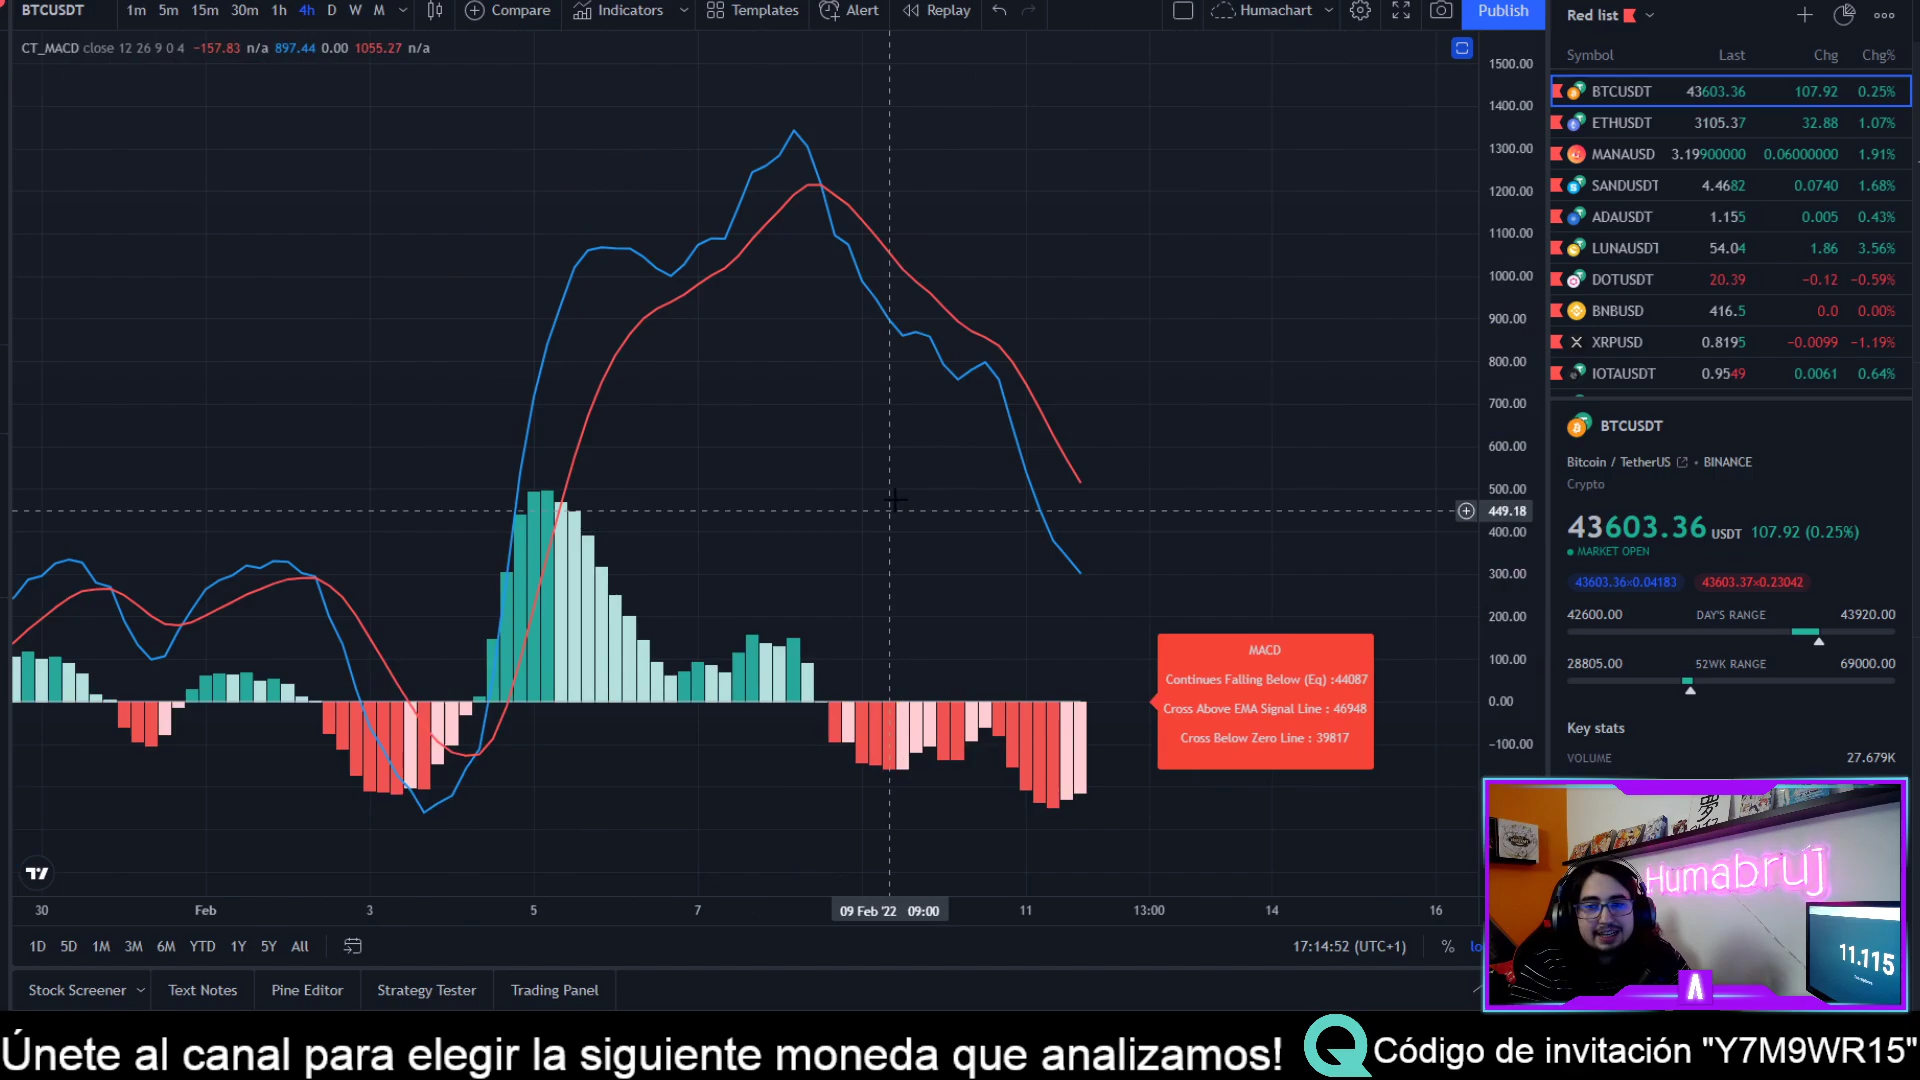 BTCUSDT 1m 5m 15m 30m 1h 4h D W M Compare Indicators Templates Alert Replay Humachart Publish
CT_MACD close 12 26 9 0 4 −157.83 n/a 897.44 0.00 1055.27 n/a
1500.00
1400.00
1300.00
1200.00
1100.00
1000.00
900.00
800.00
700.00
600.00
500.00
449.18
400.00
300.00
200.00
100.00
0.00
−100.00
MACD
Continues Falling Below (Eq) :44087
Cross Above EMA Signal Line : 46948
Cross Below Zero Line : 39817
30 Feb 3 5 7 09 Feb '22 09:00 11 13:00 14 16
1D 5D 1M 3M 6M YTD 1Y 5Y All 17:14:52 (UTC+1) %
Stock Screener Text Notes Pine Editor Strategy Tester Trading Panel
Red list
Symbol Last Chg Chg%
BTCUSDT 43603.36 107.92 0.25%
ETHUSDT 3105.37 32.88 1.07%
MANAUSD 3.19900000 0.06000000 1.91%
SANDUSDT 4.4682 0.0740 1.68%
ADAUSDT 1.155 0.005 0.43%
LUNAUSDT 54.04 1.86 3.56%
DOTUSDT 20.39 −0.12 −0.59%
BNBUSD 416.5 0.0 0.00%
XRPUSD 0.8195 −0.0099 −1.19%
IOTAUSDT 0.9549 0.0061 0.64%
BTCUSDT
Bitcoin / TetherUS • BINANCE
Crypto
43603.36 USDT 107.92 (0.25%)
MARKET OPEN
43603.36×0.04183 43603.37×0.23042
42600.00 DAY'S RANGE 43920.00
28805.00 52WK RANGE 69000.00
Key stats
VOLUME 27.679K
Humabruj
11.115
Únete al canal para elegir la siguiente moneda que analizamos! Código de invitación "Y7M9WR15"